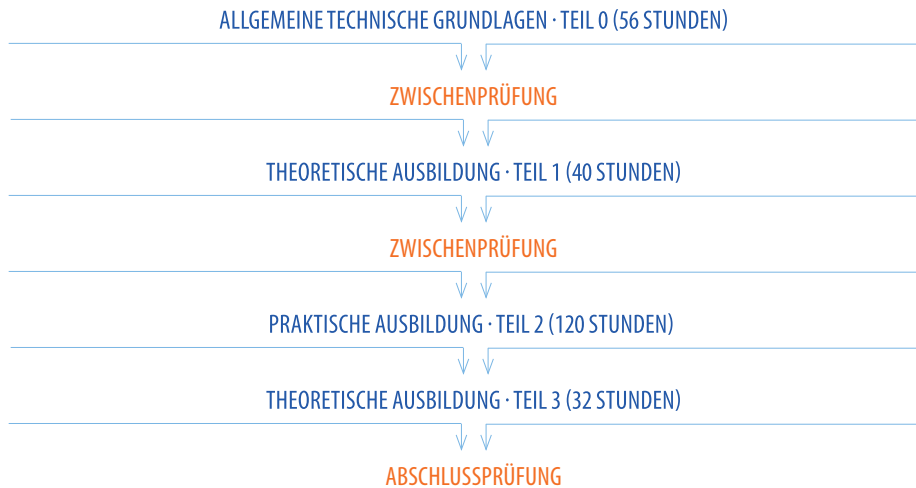 ALLGEMEINE TECHNISCHE GRUNDLAGEN · TEIL 0 (56 STUNDEN)
ZWISCHENPRÜFUNG
THEORETISCHE AUSBILDUNG · TEIL 1 (40 STUNDEN)
ZWISCHENPRÜFUNG
PRAKTISCHE AUSBILDUNG · TEIL 2 (120 STUNDEN)
THEORETISCHE AUSBILDUNG · TEIL 3 (32 STUNDEN)
ABSCHLUSSPRÜFUNG